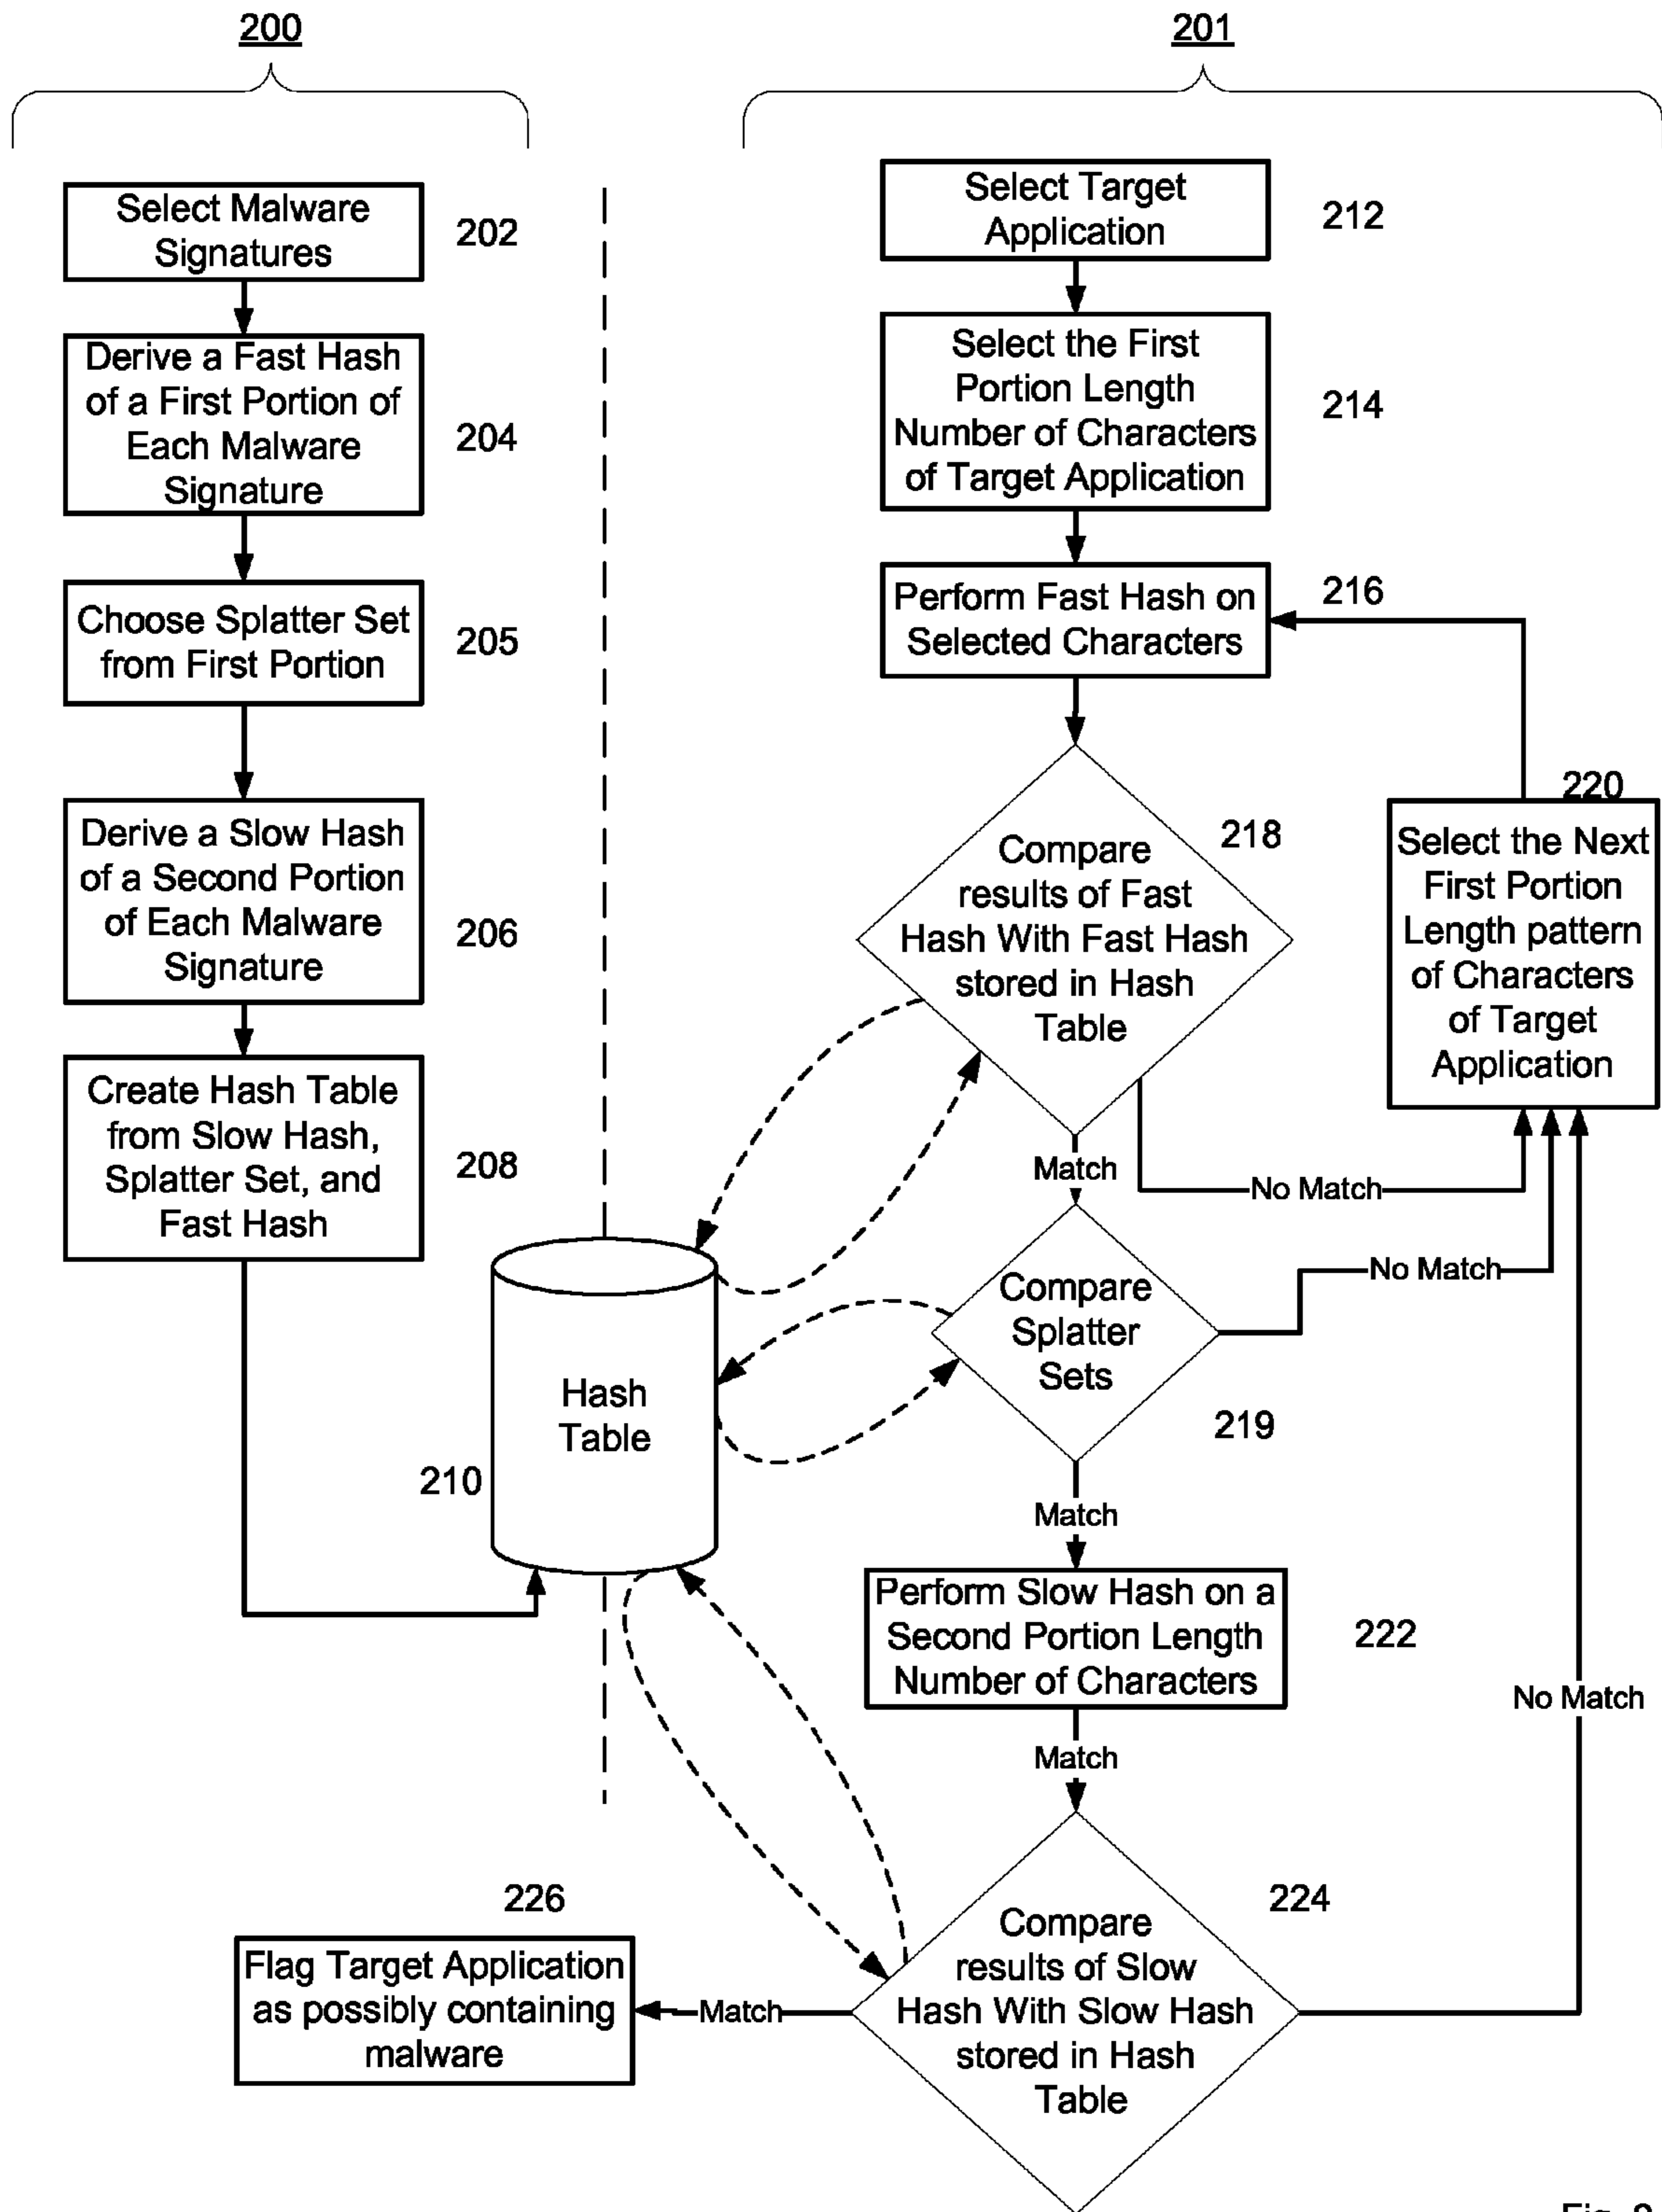 200
201
Select Malware
Signatures
202
Derive a Fast Hash
of a First Portion of
Each Malware
Signature
204
Choose Splatter Set
from First Portion
205
Derive a Slow Hash
of a Second Portion
of Each Malware
Signature
206
Create Hash Table
from Slow Hash,
Splatter Set, and
Fast Hash
208
Hash
Table
210
Select Target
Application
212
Select the First
Portion Length
Number of Characters
of Target Application
214
Perform Fast Hash on
Selected Characters
216
Compare
results of Fast
Hash With Fast Hash
stored in Hash
Table
218
220
Select the Next
First Portion
Length pattern
of Characters
of Target
Application
Match
No Match
Compare
Splatter
Sets
219
No Match
Match
Perform Slow Hash on a
Second Portion Length
Number of Characters
222
Match
No Match
Compare
results of Slow
Hash With Slow Hash
stored in Hash
Table
224
Match
226
Flag Target Application
as possibly containing
malware